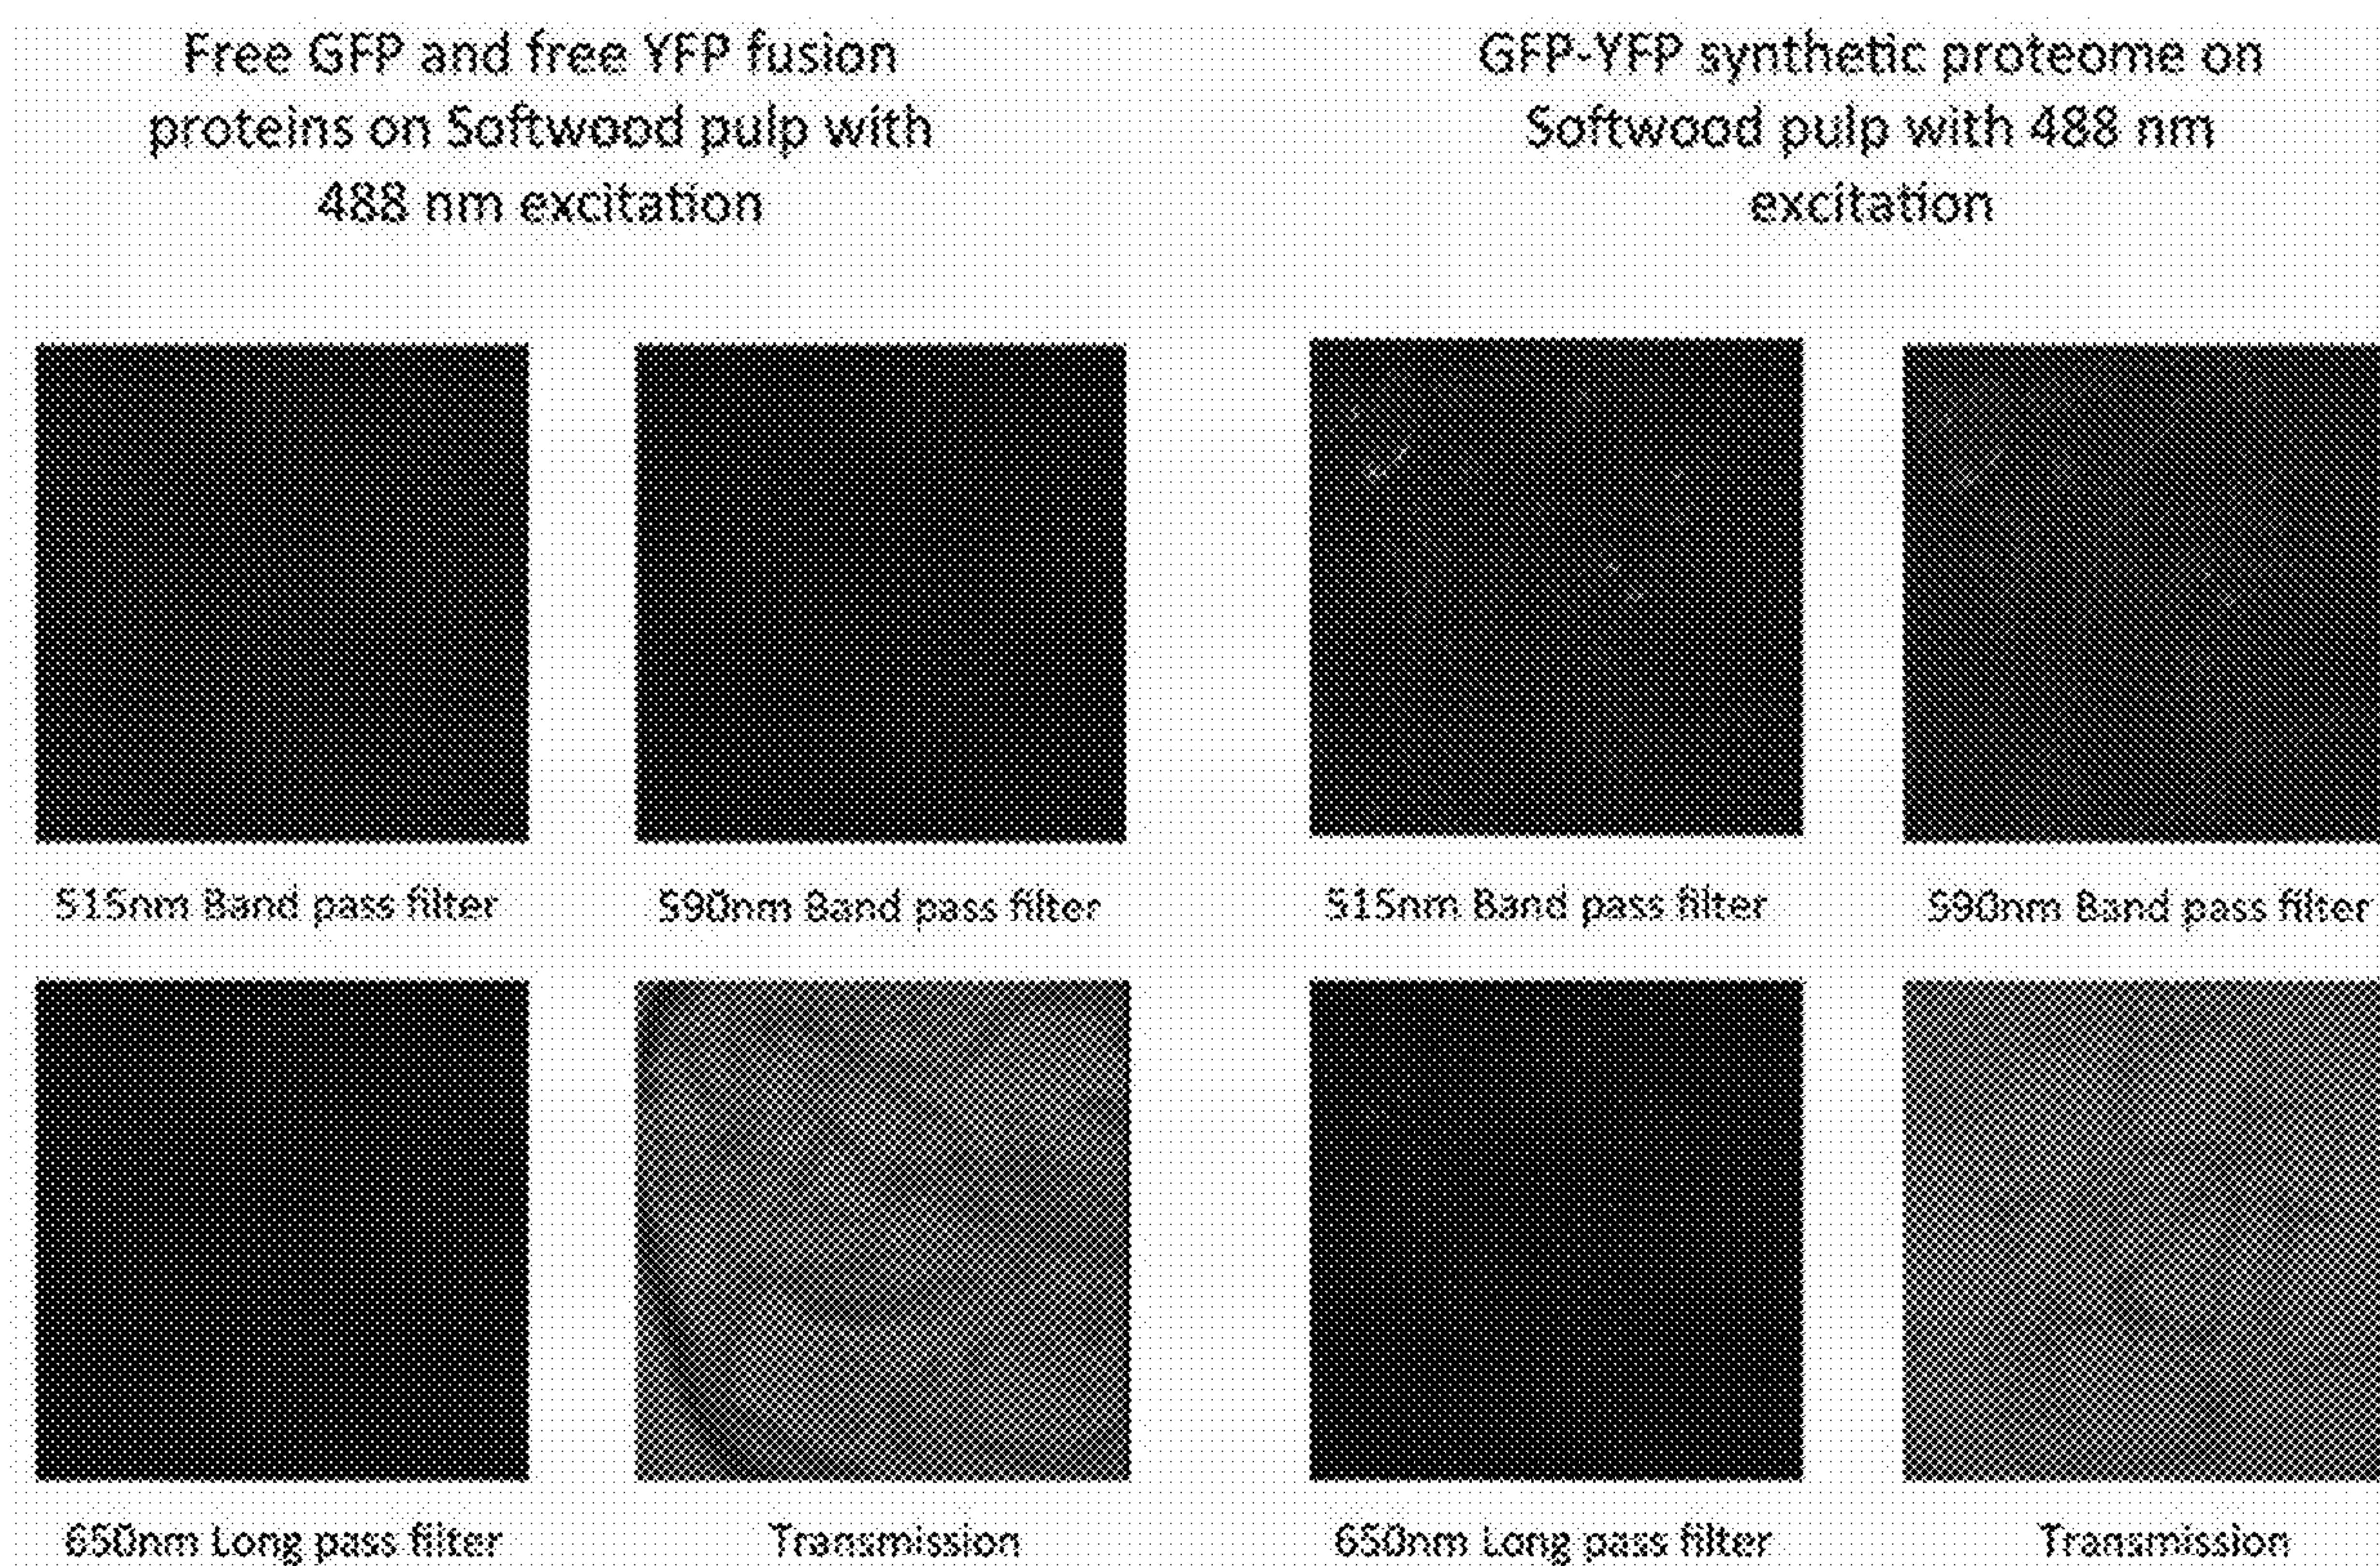 Free GFP and free YFP fusion
proteins on Softwood pulp with
488 nm excitation
GFP-YFP synthetic proteome on
Softwood pulp with 488 nm
excitation
515nm Band pass filter
590nm Band pass filter
515nm Band pass filter
590nm Band pass filter
650nm Long pass filter
Transmission
650nm Long pass filter
Transmission